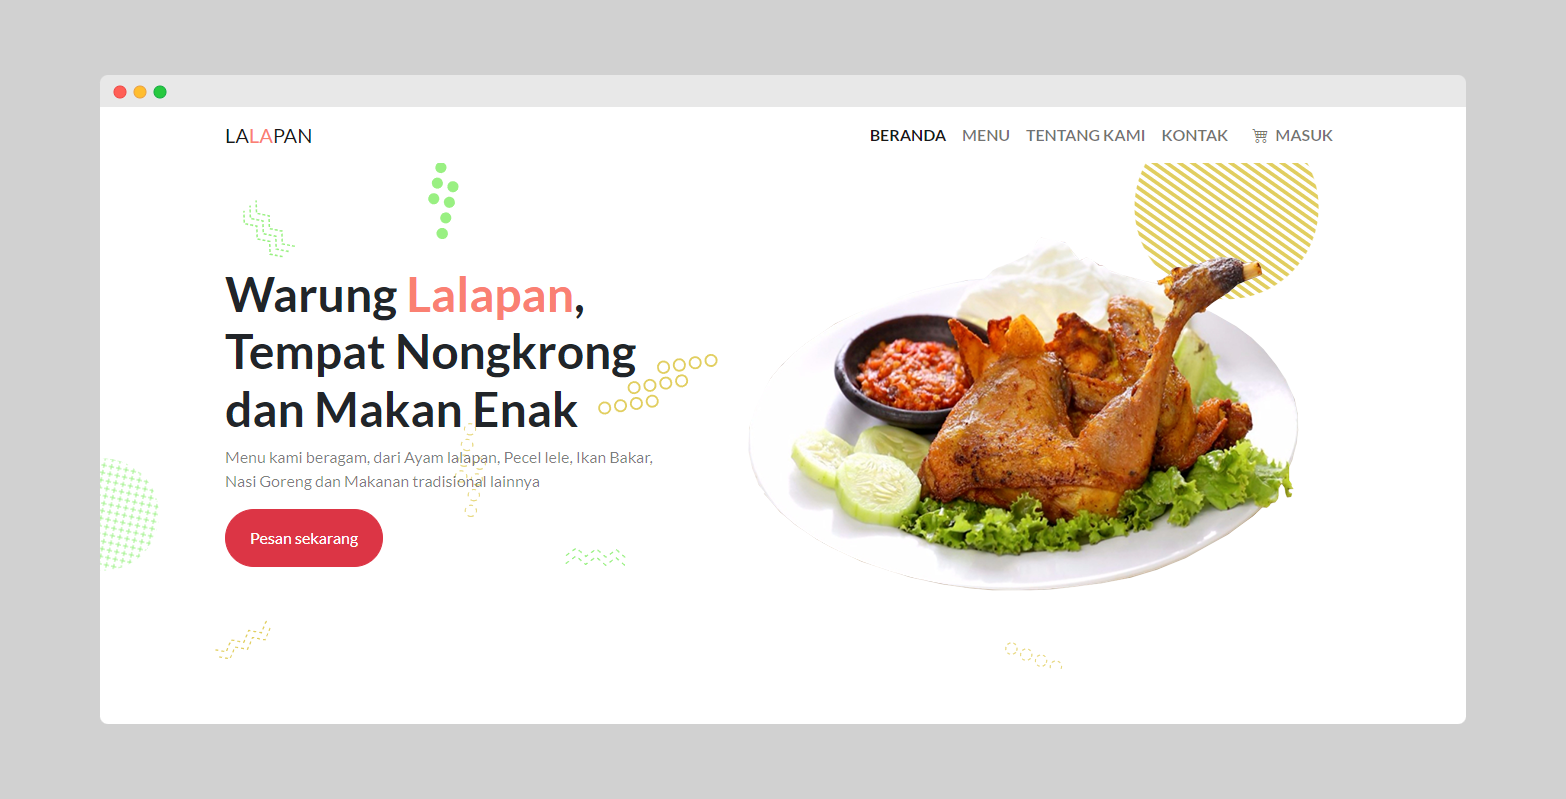 LALAPAN
BERANDA MENU TENTANG KAMI KONTAK MASUK
Warung Lalapan,
Tempat Nongkrong
dan Makan Enak
Menu kami beragam, dari Ayam lalapan, Pecel lele, Ikan Bakar,
Nasi Goreng dan Makanan tradisional lainnya
Pesan sekarang